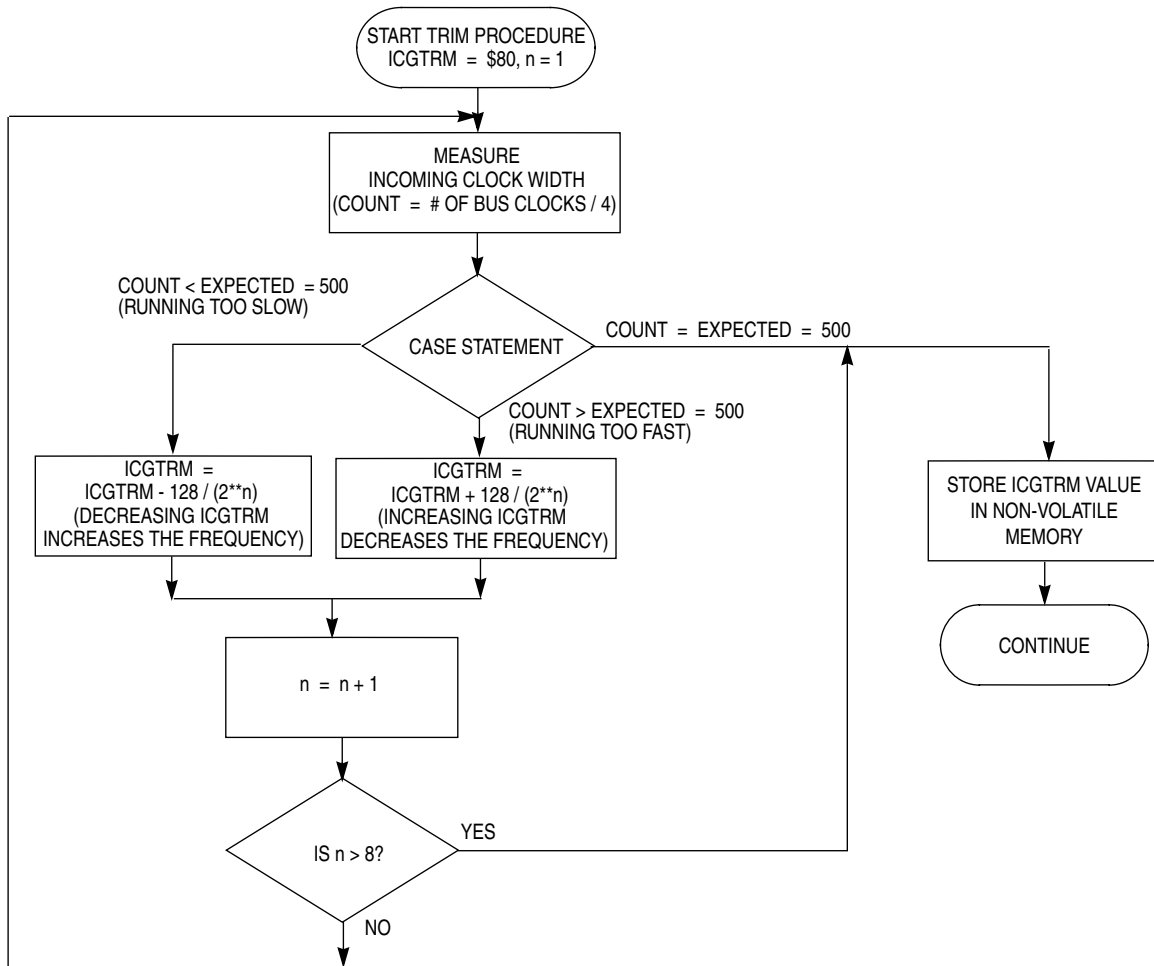 START TRIM PROCEDURE
ICGTRM = $80, n = 1
MEASURE
INCOMING CLOCK WIDTH
(COUNT = # OF BUS CLOCKS / 4)
COUNT < EXPECTED = 500
(RUNNING TOO SLOW)
CASE STATEMENT
COUNT = EXPECTED = 500
COUNT > EXPECTED = 500
(RUNNING TOO FAST)
ICGTRM =
ICGTRM - 128 / (2**n)
(DECREASING ICGTRM
INCREASES THE FREQUENCY)
ICGTRM =
ICGTRM + 128 / (2**n)
(INCREASING ICGTRM
DECREASES THE FREQUENCY)
STORE ICGTRM VALUE
IN NON-VOLATILE
MEMORY
CONTINUE
n = n + 1
IS n > 8?
YES
NO